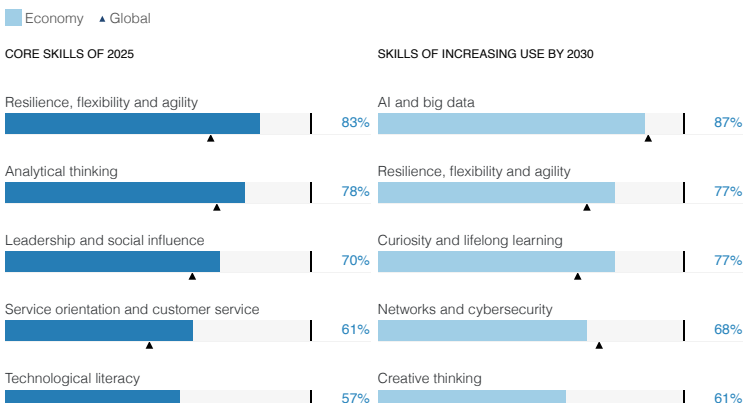 Economy Global
CORE SKILLS OF 2025
Resilience, flexibility and agility
83%
Analytical thinking
78%
Leadership and social influence
70%
Service orientation and customer service
61%
Technological literacy
57%
SKILLS OF INCREASING USE BY 2030
AI and big data
87%
Resilience, flexibility and agility
77%
Curiosity and lifelong learning
77%
Networks and cybersecurity
68%
Creative thinking
61%